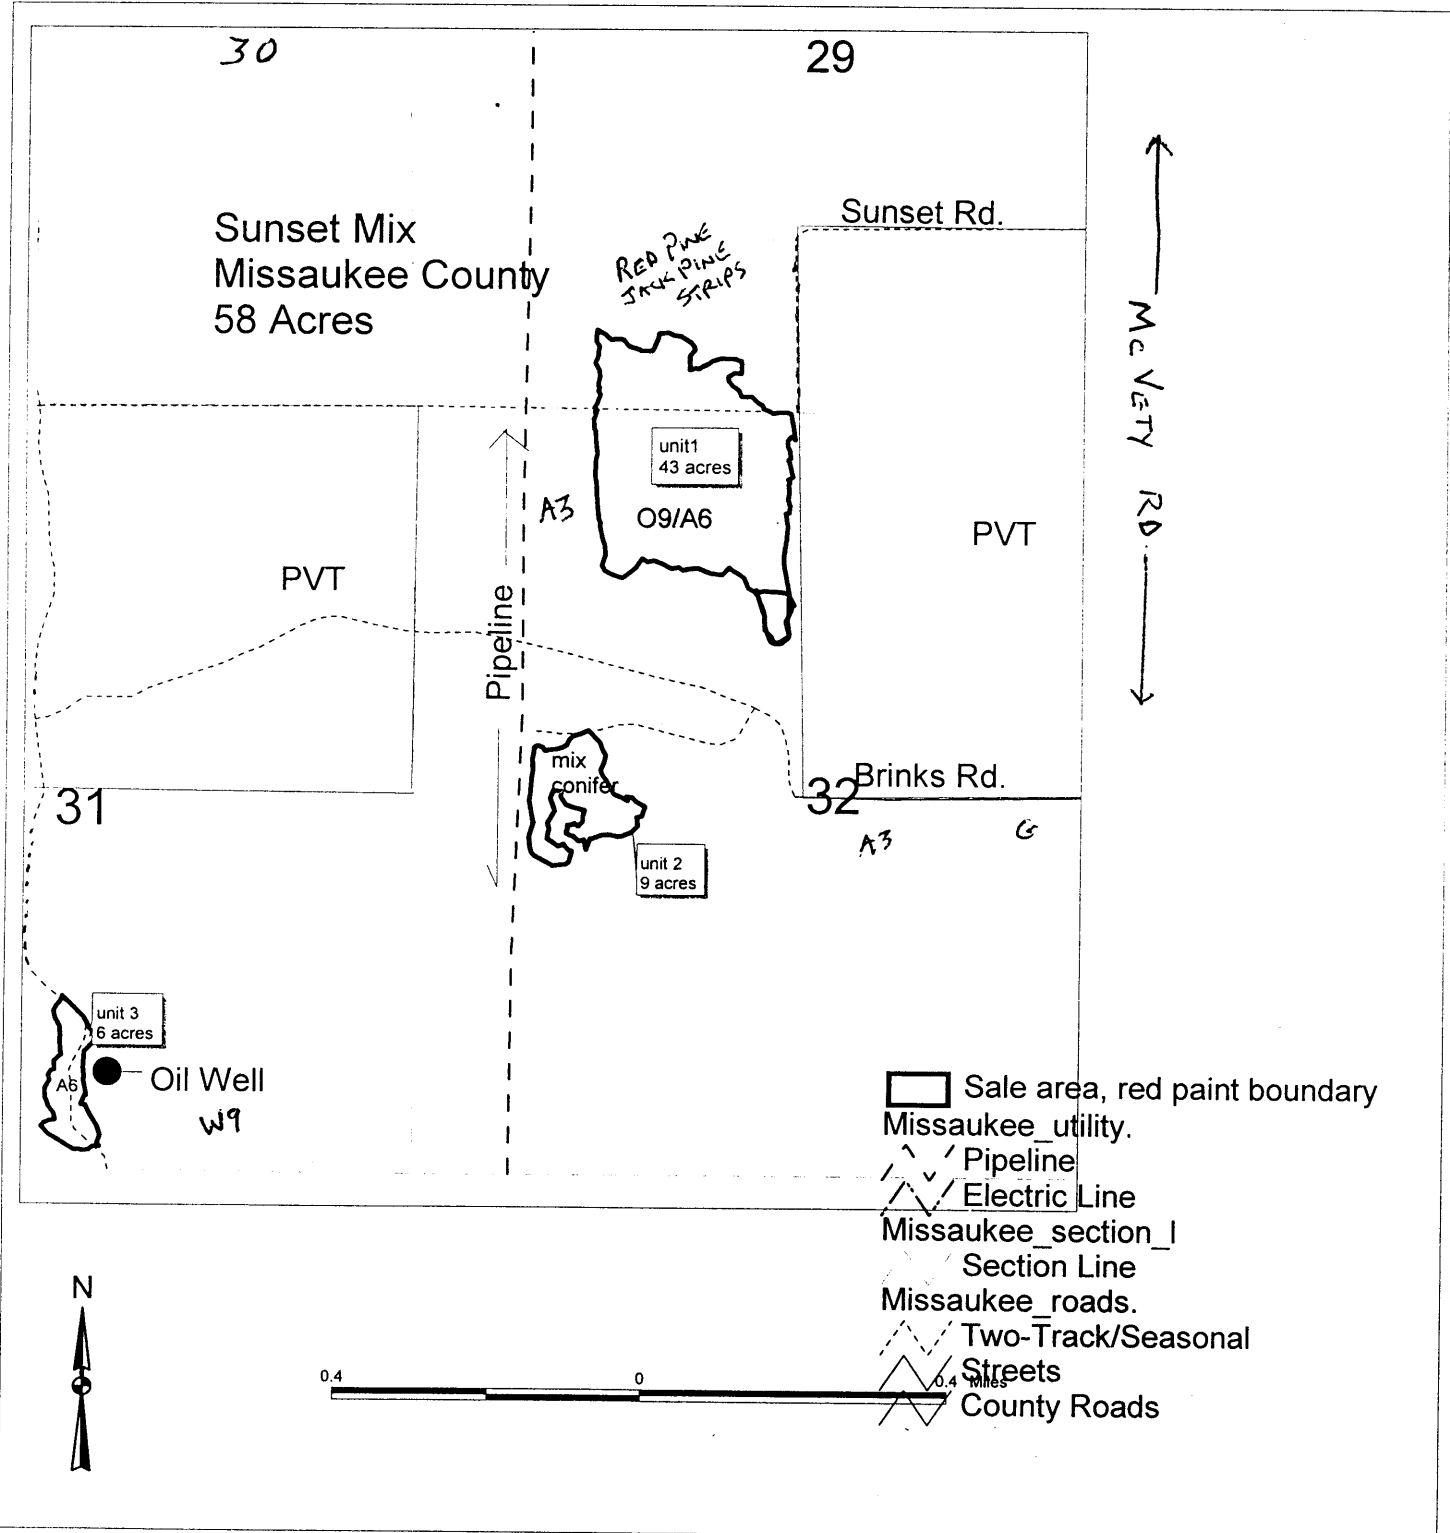 30
29
Sunset Mix
Missaukee County
58 Acres
RED PINE
JACK PINE
STRIPS
Sunset Rd.
Mc VETY RD.
unit1
43 acres
A3
O9/A6
PVT
PVT
Pipeline
mix
conifer
31
32
Brinks Rd.
A3
G
unit 2
9 acres
unit 3
6 acres
A6
Oil Well
W9
Sale area, red paint boundary
Missaukee_utility.
Pipeline
Electric Line
Missaukee_section_l
Section Line
Missaukee_roads.
Two-Track/Seasonal
Streets
County Roads
N
0.4 0 0.4 Miles